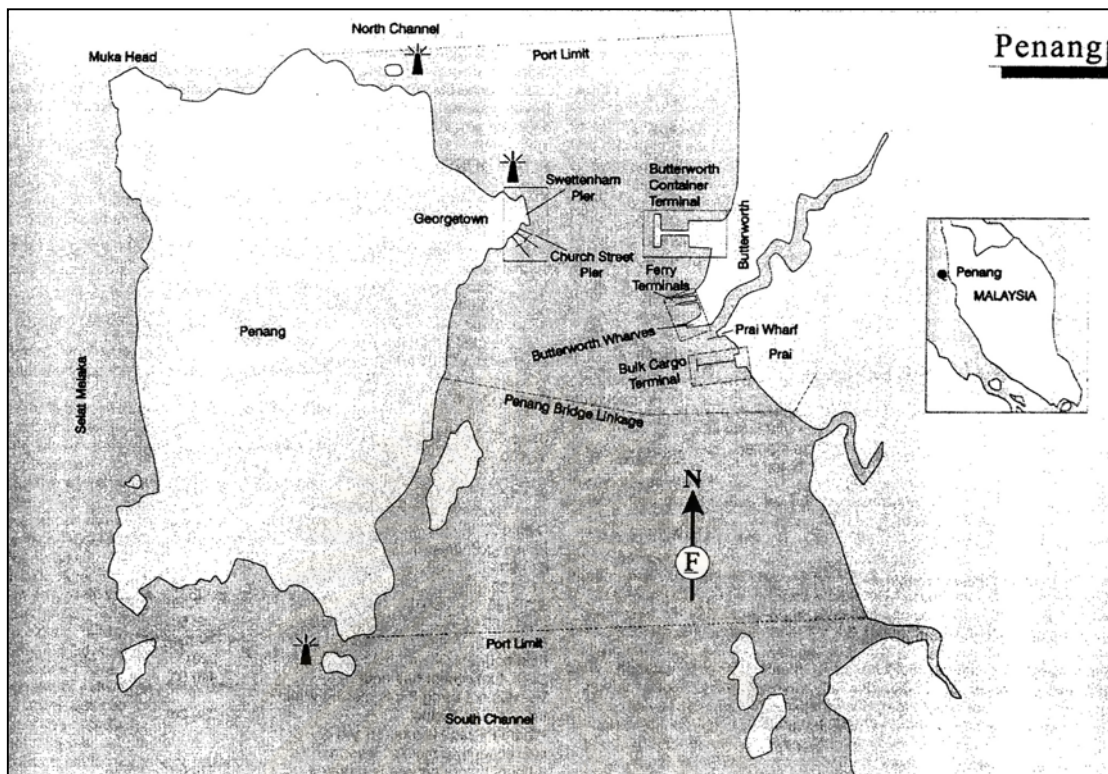 North Channel
Port Limit
Penang
Muka Head
Swettenham
Pier
Butterworth
Container
Terminal
Georgetown
Butterworth
Church Street
Pier
Ferry
Terminals
Penang
MALAYSIA
Penang
Butterworth Wharves
Prai Wharf
Prai
Bulk Cargo
Terminal
Selat Melaka
Penang Bridge Linkage
N
F
Port Limit
South Channel